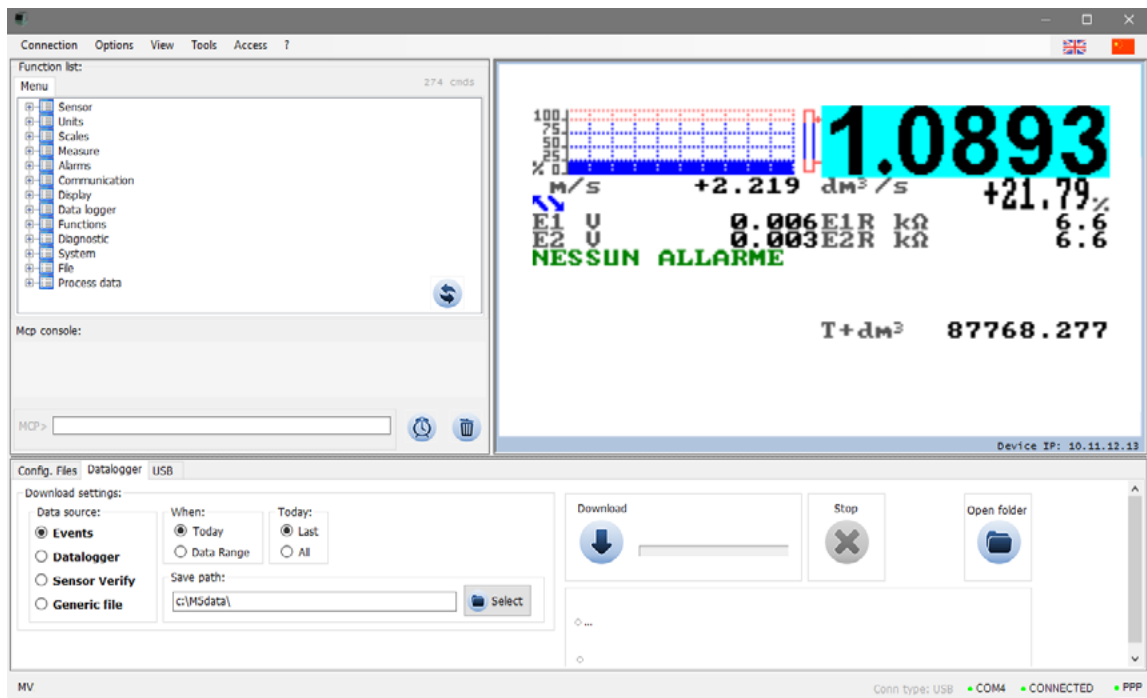 Connection Options View Tools Access ?
Function list:
Menu 274 cmds
Sensor
Units
Scales
Measure
Alarms
Communication
Display
Data logger
Functions
Diagnostic
System
File
Process data
Mcp console:
MCP>
100
75
50
25
% 0
1.0893
m/s +2.219 dm³/s +21.79%
E1 V 0.006 E1R kΩ 6.6
E2 V 0.003 E2R kΩ 6.6
NESSUN ALLARME
T+dm³ 87768.277
Device IP: 10.11.12.13
Config. Files Datalogger USB
Download settings:
Data source:
Events
Datalogger
Sensor Verify
Generic file
When:
Today
Data Range
Today:
Last
All
Save path:
c:\MSdata\ Select
Download
Stop
Open folder
...
MV Conn type: USB COM4 CONNECTED PPP